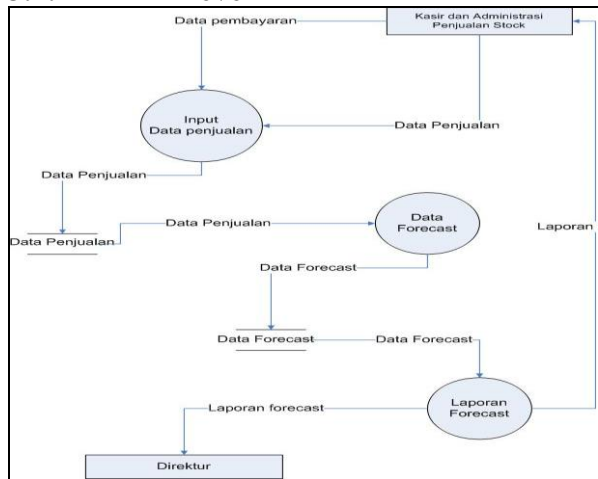 Data pembayaran
Kasir dan Administrasi
Penjualan Stock
Input
Data penjualan
Data Penjualan
Data Penjualan
Data Penjualan
Data Penjualan
Data
Forecast
Laporan
Data Forecast
Data Forecast
Data Forecast
Laporan
Forecast
Laporan forecast
Direktur